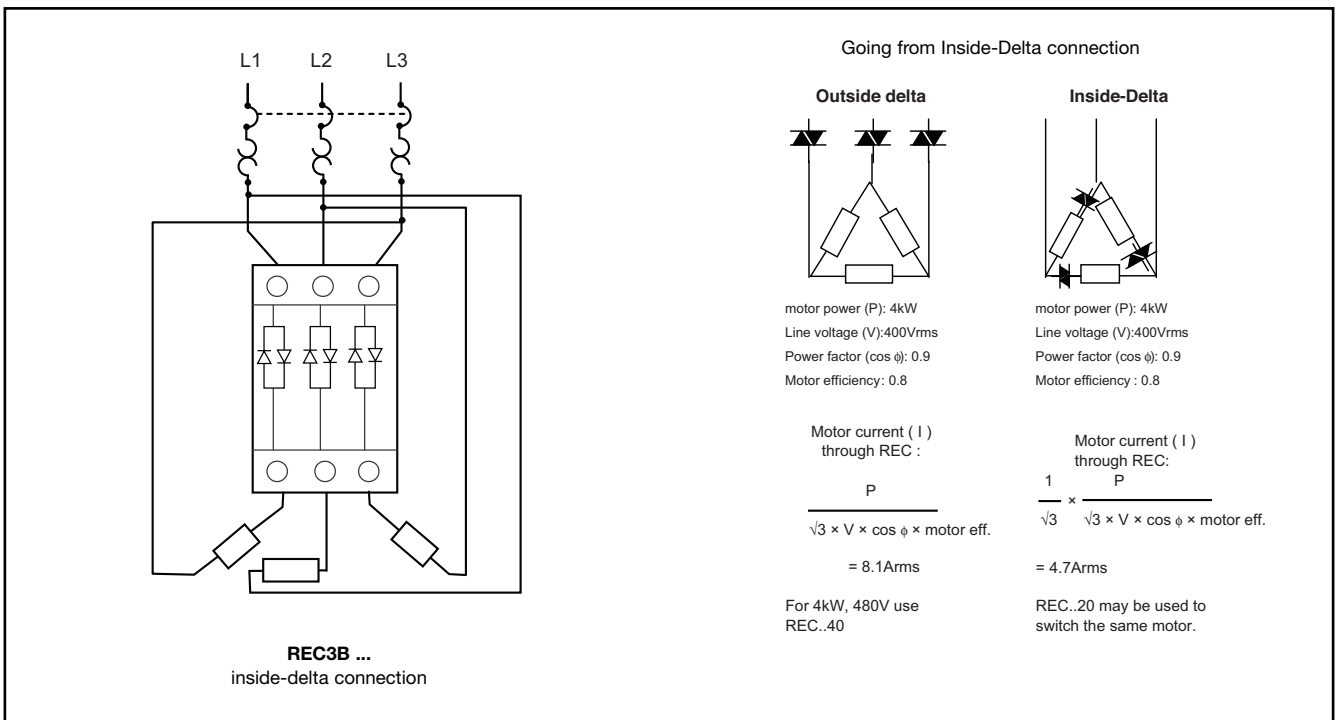 L1 L2 L3
REC3B ...
inside-delta connection
Going from Inside-Delta connection
Outside delta
motor power (P): 4kW
Line voltage (V):400Vrms
Power factor (cos ϕ): 0.9
Motor efficiency: 0.8
Motor current ( I )
through REC :
P
√3 × V × cos ϕ × motor eff.
= 8.1Arms
For 4kW, 480V use
REC..40
Inside-Delta
motor power (P): 4kW
Line voltage (V):400Vrms
Power factor (cos ϕ): 0.9
Motor efficiency : 0.8
Motor current ( I )
through REC:
1 P
√3 × √3 × V × cos ϕ × motor eff.
= 4.7Arms
REC..20 may be used to
switch the same motor.